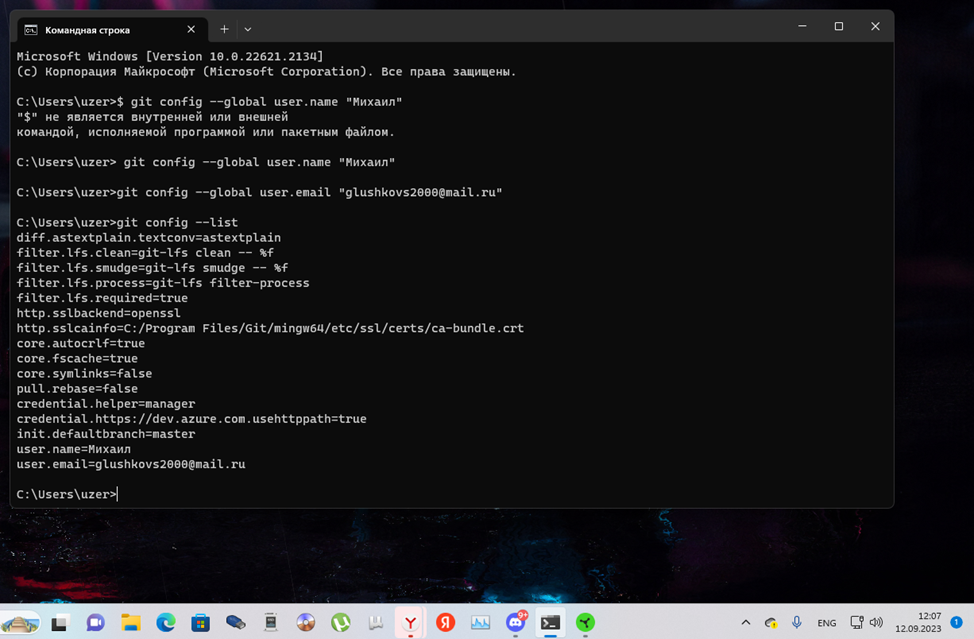 Командная строка
Microsoft Windows [Version 10.0.22621.2134]
(c) Корпорация Майкрософт (Microsoft Corporation). Все права защищены.
C:\Users\uzer>$ git config --global user.name "Михаил"
"$" не является внутренней или внешней
командой, исполняемой программой или пакетным файлом.
C:\Users\uzer> git config --global user.name "Михаил"
C:\Users\uzer>git config --global user.email "glushkovs2000@mail.ru"
C:\Users\uzer>git config --list
diff.astextplain.textconv=astextplain
filter.lfs.clean=git-lfs clean -- %f
filter.lfs.smudge=git-lfs smudge -- %f
filter.lfs.process=git-lfs filter-process
filter.lfs.required=true
http.sslbackend=openssl
http.sslcainfo=C:/Program Files/Git/mingw64/etc/ssl/certs/ca-bundle.crt
core.autocrlf=true
core.fscache=true
core.symlinks=false
pull.rebase=false
credential.helper=manager
credential.https://dev.azure.com.usehttppath=true
init.defaultbranch=master
user.name=Михаил
user.email=glushkovs2000@mail.ru
C:\Users\uzer>
9+
ENG
12:07
12.09.2023
1